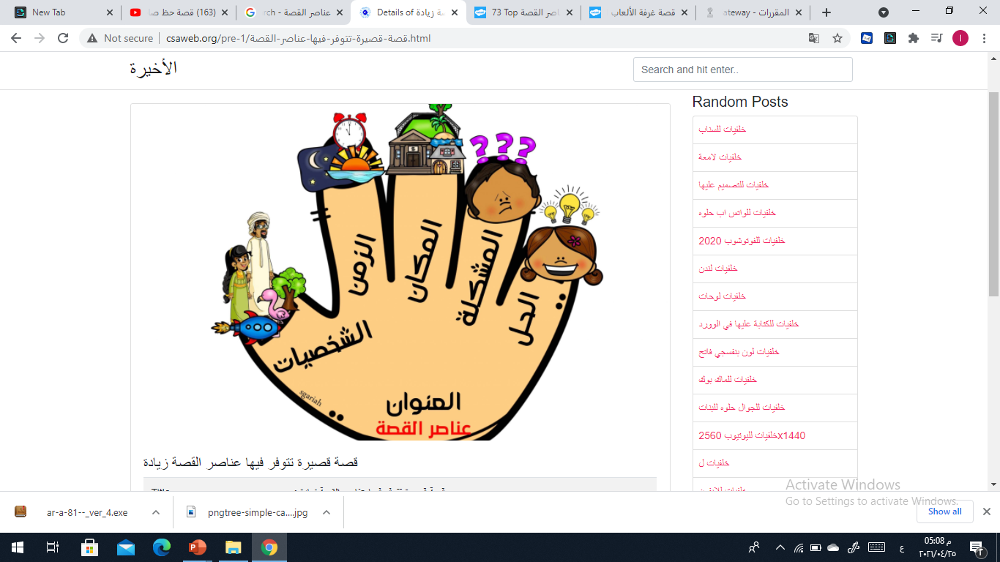 New Tab
(163) قصة حظ صا
عناصر القصة - rch
Details of ة زيادة
73 Top صر القصة
قصة غرفة الألعاب
المقررات - ateway
Not secure
csaweb.org/pre-1/قصة-قصيرة-تتوفر-فيها-عناصر-القصة.html
الأخيرة
Search and hit enter..
الزمن
المكان
المشكلة
الحل
الشخصيات
sgariah
العنوان
عناصر القصة
قصة قصيرة تتوفر فيها عناصر القصة زيادة
Title
Random Posts
خلفيات للسناب
خلفيات لامعة
خلفيات للتصميم عليها
خلفيات للواتس اب حلوه
خلفيات للفوتوشوب 2020
خلفيات لندن
خلفيات لوحات
خلفيات للكتابة عليها في الوورد
خلفيات لون بنفسجي فاتح
خلفيات للماك بوك
خلفيات للجوال حلوه للبنات
خلفيات لليوتيوب 2560x1440
خلفيات ل
Activate Windows
Go to Settings to activate Windows.
ar-a-81--_ver_4.exe
pngtree-simple-ca....jpg
Show all
ع
05:08 م
٢٠٢١/٠٤/٢٥